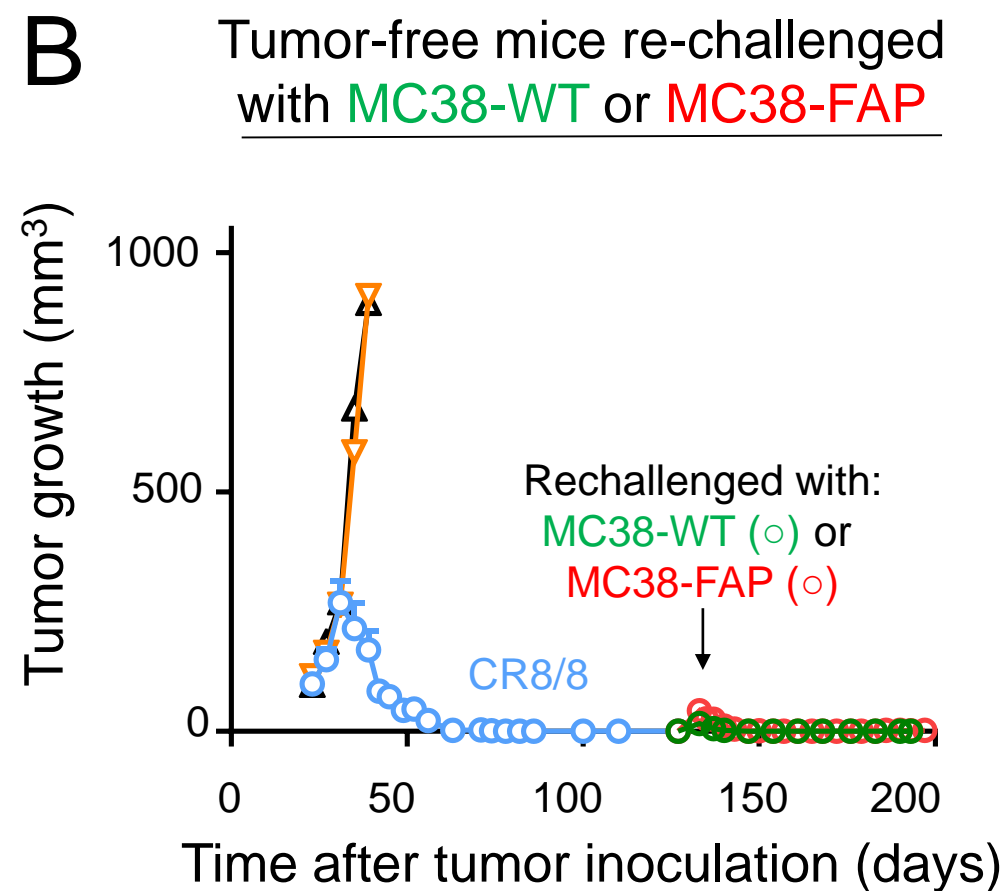 B
Tumor-free mice re-challenged
with MC38-WT or MC38-FAP
Tumor growth (mm³)
1000
500
0
Rechallenged with:
MC38-WT (○) or
MC38-FAP (○)
CR8/8
0 50 100 150 200
Time after tumor inoculation (days)